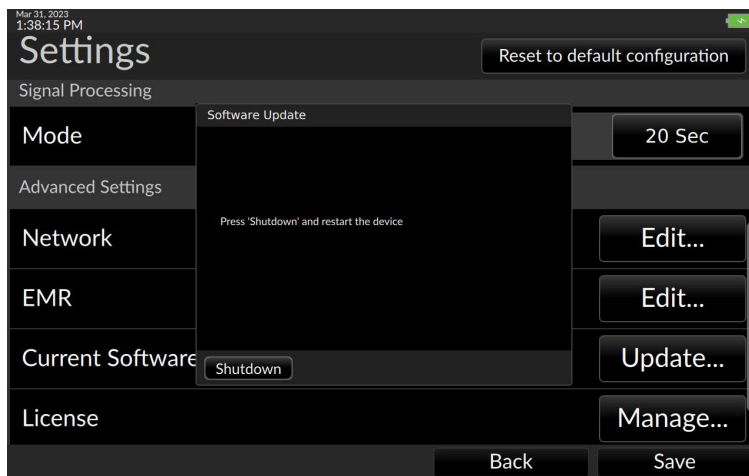 Mar 31, 2023
1:38:15 PM
Settings
Reset to default configuration
Signal Processing
Software Update
Mode
20 Sec
Advanced Settings
Press 'Shutdown' and restart the device
Network
Edit...
EMR
Edit...
Current Software
Update...
Shutdown
License
Manage...
Back
Save